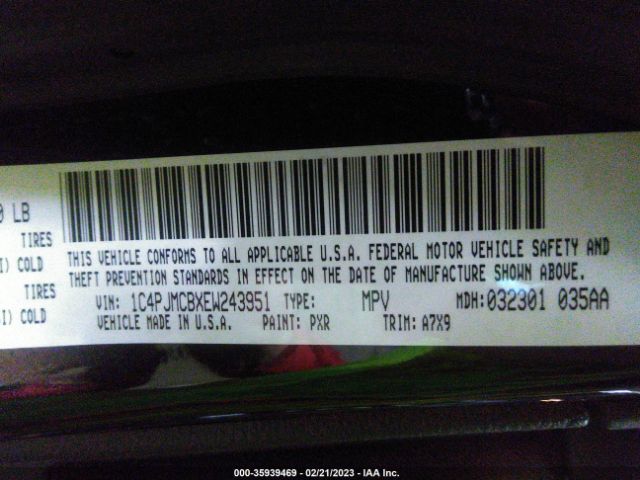 0 LB
TIRES
I) COLD
TIRES
I) COLD
THIS VEHICLE CONFORMS TO ALL APPLICABLE U.S.A. FEDERAL MOTOR VEHICLE SAFETY AND
THEFT PREVENTION STANDARDS IN EFFECT ON THE DATE OF MANUFACTURE SHOWN ABOVE.
VIN: 1C4PJMCBXEW243951 TYPE: MPV MDH: 032301 035AA
VEHICLE MADE IN U.S.A. PAINT: PXR TRIM: A7X9
000-35939469 - 02/21/2023 - IAA Inc.